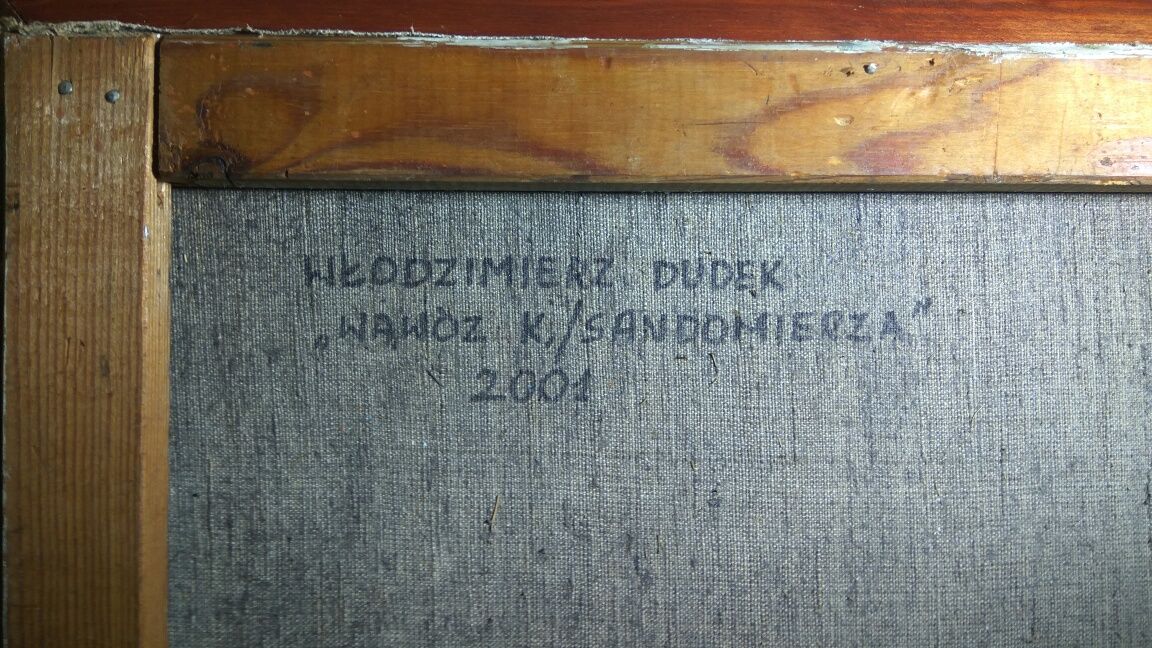 WŁODZIMIERZ DUDEK
„WĄWÓZ K./SANDOMIERZA”
2001